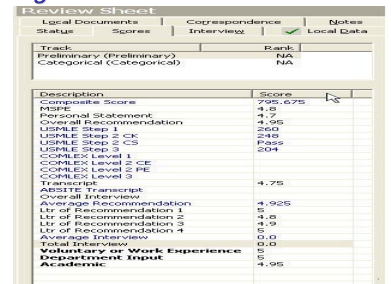 Review Sheet
Local Documents Correspondence Notes
Status Scores Interview Local Data
Track Rank
Preliminary (Preliminary) NA
Categorical (Categorical) NA
Description Score
Composite Score 795.675
MSPE 4.8
Personal Statement 4.7
Overall Recommendation 4.95
USMLE Step 1 260
USMLE Step 2 CK 248
USMLE Step 2 CS Pass
USMLE Step 3 204
COMLEX Level 1
COMLEX Level 2 CE
COMLEX Level 2 PE
COMLEX Level 3
Transcript 4.75
ABSITE Transcript
Overall Interview
Average Recommendation 4.925
Ltr of Recommendation 1 5
Ltr of Recommendation 2 4.8
Ltr of Recommendation 3 4.9
Ltr of Recommendation 4 5
Average Interview 0.0
Total Interview 0.0
Voluntary or Work Experience 5
Department Input 5
Academic 4.95